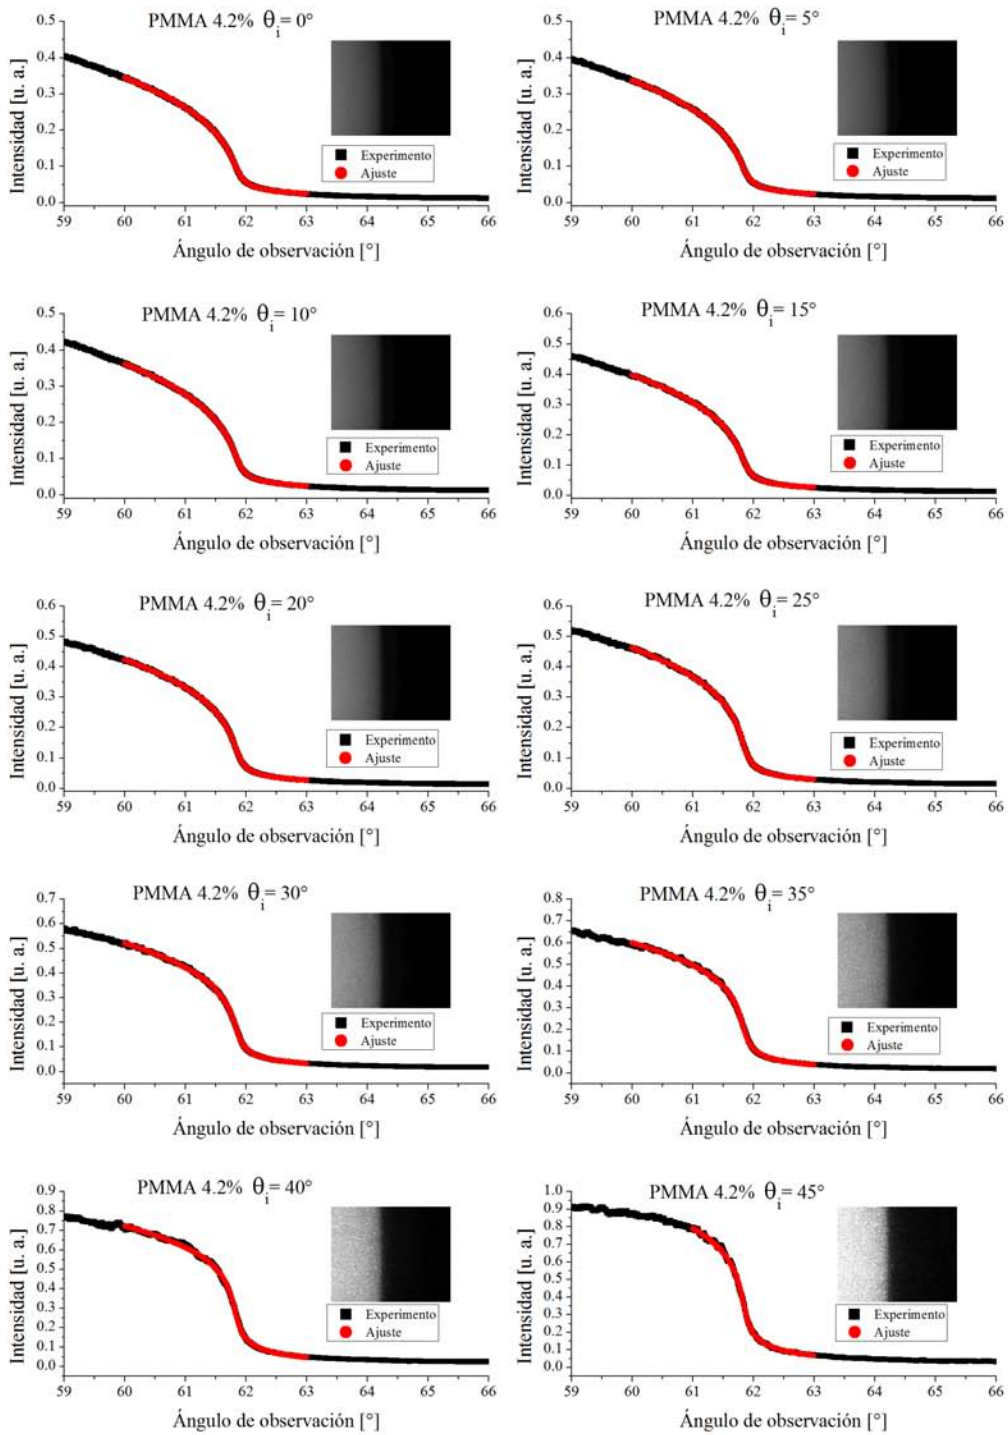 PMMA 4.2% θi= 0°
Intensidad [u. a.]
0.5
0.4
0.3
0.2
0.1
0.0
Experimento
Ajuste
59 60 61 62 63 64 65 66
Ángulo de observación [°]
PMMA 4.2% θi= 5°
Intensidad [u. a.]
0.5
0.4
0.3
0.2
0.1
0.0
Experimento
Ajuste
59 60 61 62 63 64 65 66
Ángulo de observación [°]
PMMA 4.2% θi= 10°
Intensidad [u. a.]
0.5
0.4
0.3
0.2
0.1
0.0
Experimento
Ajuste
59 60 61 62 63 64 65 66
Ángulo de observación [°]
PMMA 4.2% θi= 15°
Intensidad [u. a.]
0.6
0.5
0.4
0.3
0.2
0.1
0.0
Experimento
Ajuste
59 60 61 62 63 64 65 66
Ángulo de observación [°]
PMMA 4.2% θi= 20°
Intensidad [u. a.]
0.6
0.5
0.4
0.3
0.2
0.1
0.0
Experimento
Ajuste
59 60 61 62 63 64 65 66
Ángulo de observación [°]
PMMA 4.2% θi= 25°
Intensidad [u. a.]
0.6
0.5
0.4
0.3
0.2
0.1
0.0
Experimento
Ajuste
59 60 61 62 63 64 65 66
Ángulo de observación [°]
PMMA 4.2% θi= 30°
Intensidad [u. a.]
0.7
0.6
0.5
0.4
0.3
0.2
0.1
0.0
Experimento
Ajuste
59 60 61 62 63 64 65 66
Ángulo de observación [°]
PMMA 4.2% θi= 35°
Intensidad [u. a.]
0.8
0.7
0.6
0.5
0.4
0.3
0.2
0.1
0.0
Experimento
Ajuste
59 60 61 62 63 64 65 66
Ángulo de observación [°]
PMMA 4.2% θi= 40°
Intensidad [u. a.]
0.9
0.8
0.7
0.6
0.5
0.4
0.3
0.2
0.1
0.0
Experimento
Ajuste
59 60 61 62 63 64 65 66
Ángulo de observación [°]
PMMA 4.2% θi= 45°
Intensidad [u. a.]
1.0
0.9
0.8
0.7
0.6
0.5
0.4
0.3
0.2
0.1
0.0
Experimento
Ajuste
59 60 61 62 63 64 65 66
Ángulo de observación [°]